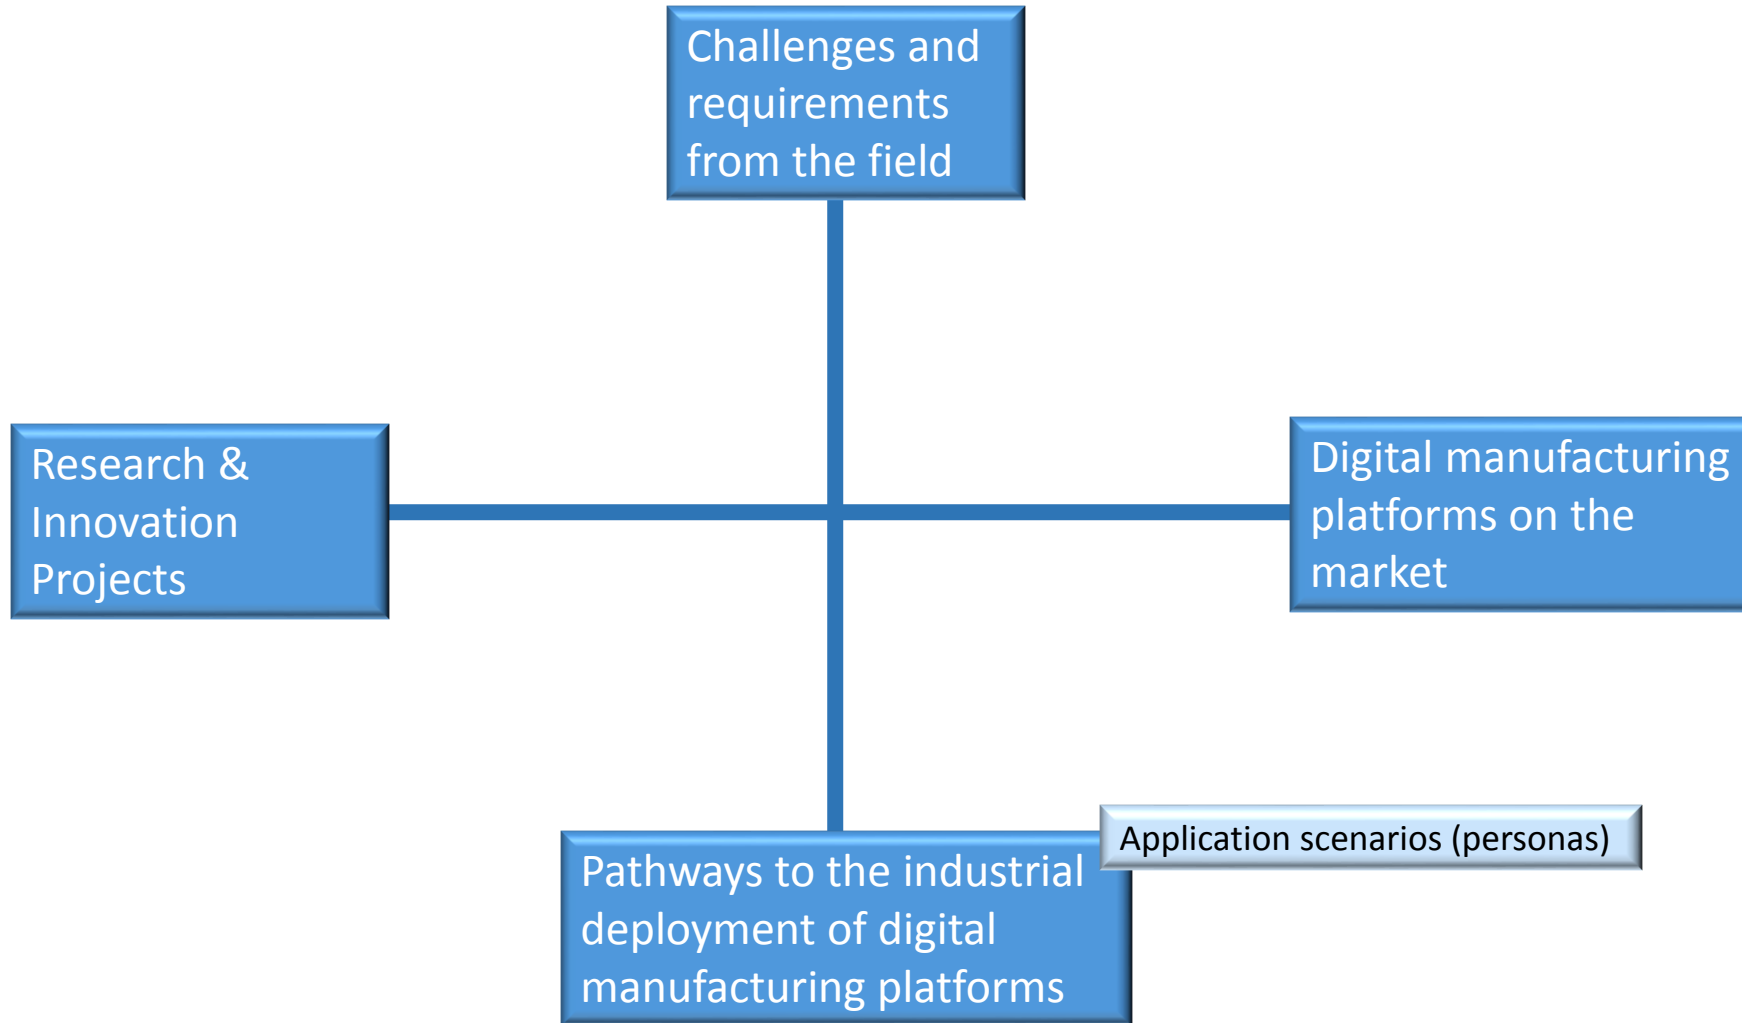 Challenges and
requirements
from the field
Research &
Innovation
Projects
Digital manufacturing
platforms on the
market
Application scenarios (personas)
Pathways to the industrial
deployment of digital
manufacturing platforms